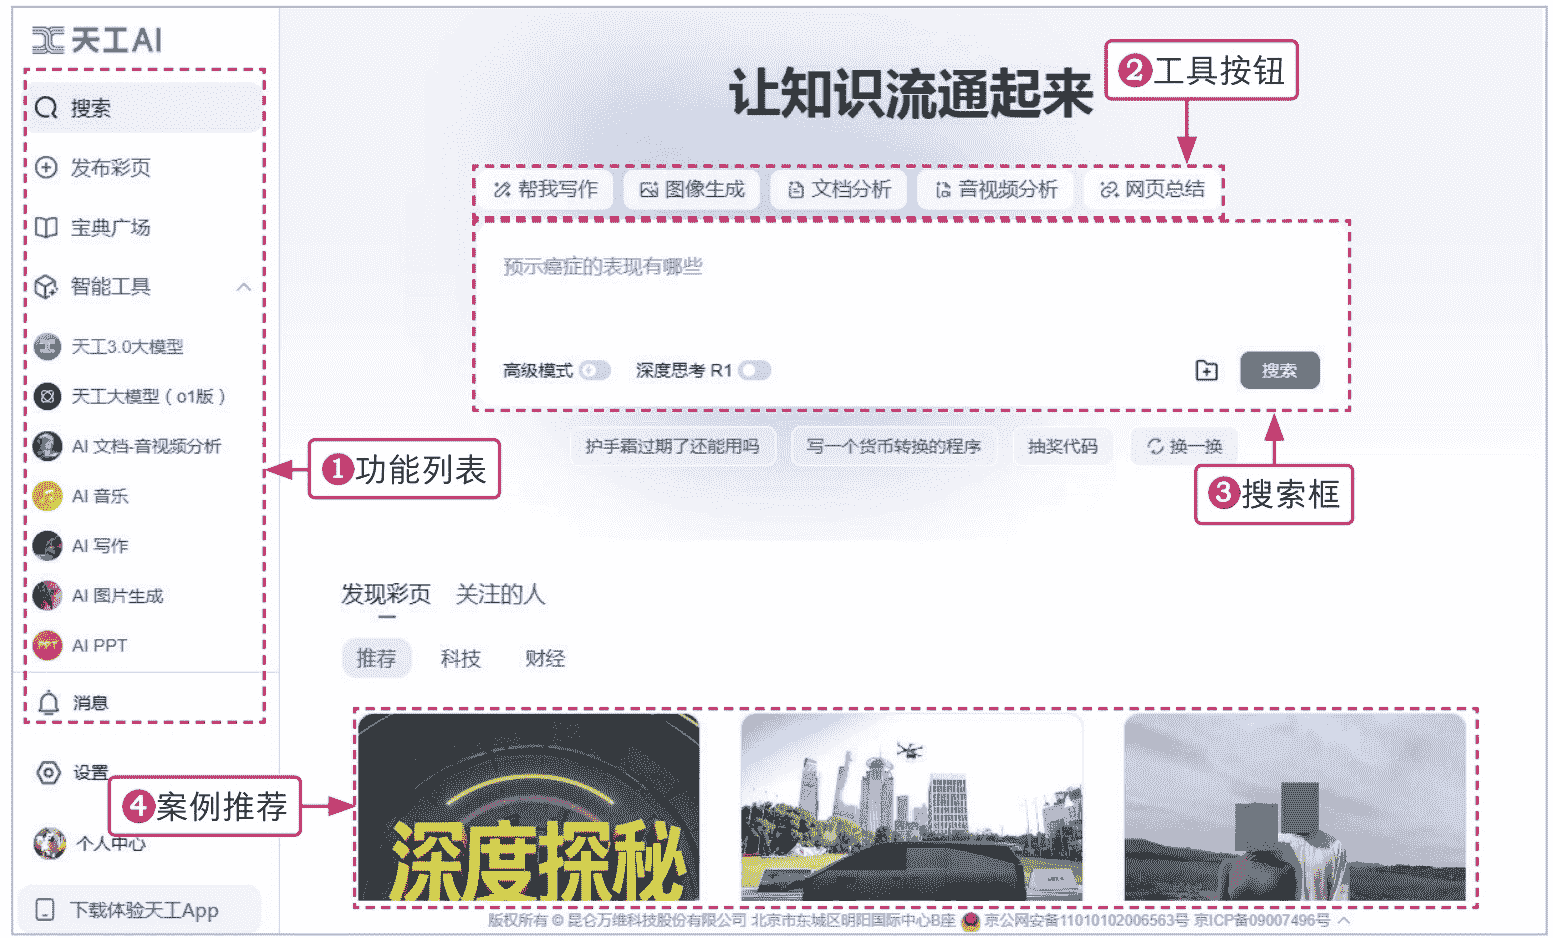 天工AI
搜索
发布彩页
宝典广场
智能工具
天工3.0大模型
天工大模型（o1版）
AI 文档-音视频分析
AI 音乐
AI 写作
AI 图片生成
PPT
AI PPT
消息
设置
个人中心
下载体验天工App
❶功能列表
让知识流通起来
❷工具按钮
帮我写作 图像生成 文档分析 音视频分析 网页总结
预示癌症的表现有哪些
高级模式 深度思考 R1 搜索
护手霜过期了还能用吗 写一个货币转换的程序 抽奖代码 换一换
❸搜索框
发现彩页 关注的人
推荐 科技 财经
❹案例推荐
深度探秘
版权所有 © 昆仑万维科技股份有限公司 北京市东城区明阳国际中心B座 京公网安备11010102006563号 京ICP备09007496号